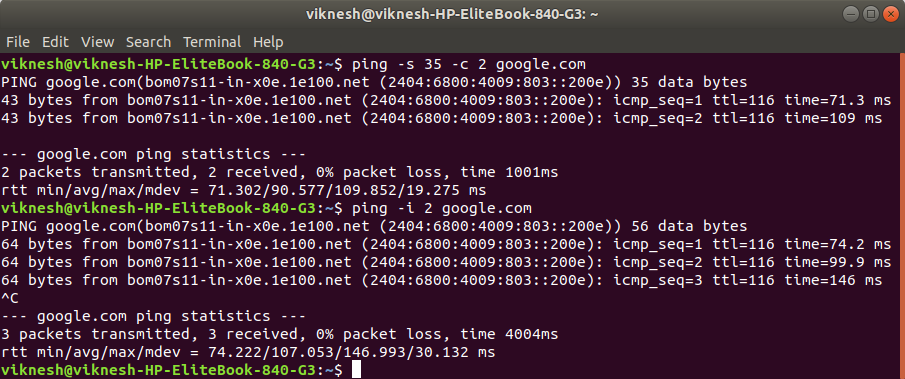 viknesh@viknesh-HP-EliteBook-840-G3: ~
File Edit View Search Terminal Help
viknesh@viknesh-HP-EliteBook-840-G3:~$ ping -s 35 -c 2 google.com
PING google.com(bom07s11-in-x0e.1e100.net (2404:6800:4009:803::200e)) 35 data bytes
43 bytes from bom07s11-in-x0e.1e100.net (2404:6800:4009:803::200e): icmp_seq=1 ttl=116 time=71.3 ms
43 bytes from bom07s11-in-x0e.1e100.net (2404:6800:4009:803::200e): icmp_seq=2 ttl=116 time=109 ms

--- google.com ping statistics ---
2 packets transmitted, 2 received, 0% packet loss, time 1001ms
rtt min/avg/max/mdev = 71.302/90.577/109.852/19.275 ms
viknesh@viknesh-HP-EliteBook-840-G3:~$ ping -i 2 google.com
PING google.com(bom07s11-in-x0e.1e100.net (2404:6800:4009:803::200e)) 56 data bytes
64 bytes from bom07s11-in-x0e.1e100.net (2404:6800:4009:803::200e): icmp_seq=1 ttl=116 time=74.2 ms
64 bytes from bom07s11-in-x0e.1e100.net (2404:6800:4009:803::200e): icmp_seq=2 ttl=116 time=99.9 ms
64 bytes from bom07s11-in-x0e.1e100.net (2404:6800:4009:803::200e): icmp_seq=3 ttl=116 time=146 ms
^C
--- google.com ping statistics ---
3 packets transmitted, 3 received, 0% packet loss, time 4004ms
rtt min/avg/max/mdev = 74.222/107.053/146.993/30.132 ms
viknesh@viknesh-HP-EliteBook-840-G3:~$